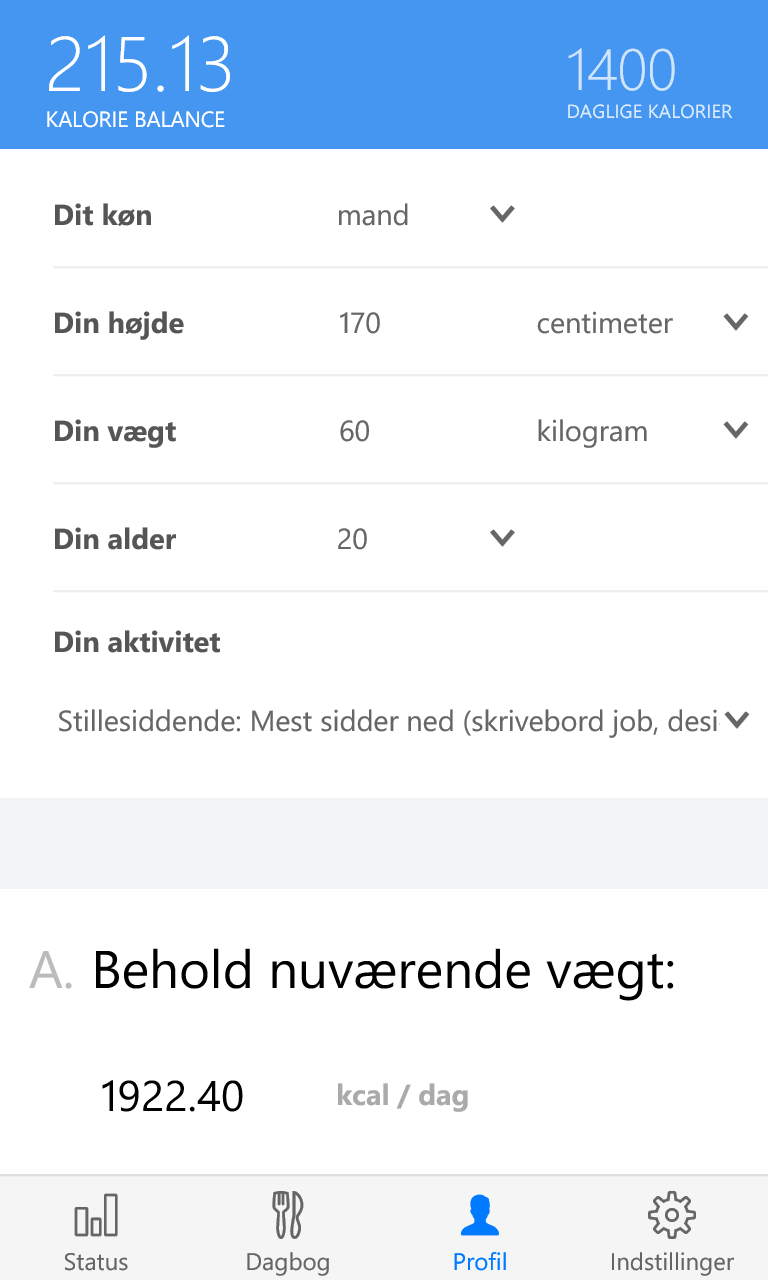 215.13
KALORIE BALANCE
1400
DAGLIGE KALORIER
Dit køn mand
Din højde 170 centimeter
Din vægt 60 kilogram
Din alder 20
Din aktivitet
Stillesiddende: Mest sidder ned (skrivebord job, desi
A. Behold nuværende vægt:
1922.40 kcal / dag
Status Dagbog Profil Indstillinger